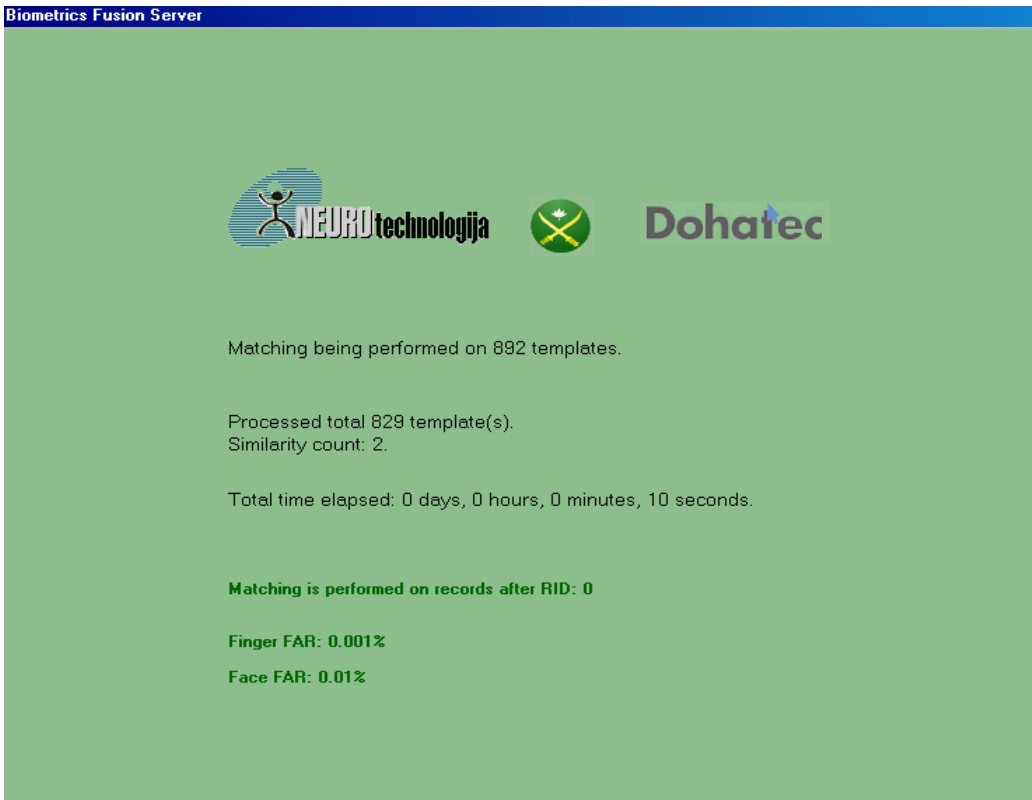 Biometrics Fusion Server
NEUROtechnologija
Dohatec
Matching being performed on 892 templates.
Processed total 829 template(s).
Similarity count: 2.
Total time elapsed: 0 days, 0 hours, 0 minutes, 10 seconds.
Matching is performed on records after RID: 0
Finger FAR: 0.001%
Face FAR: 0.01%